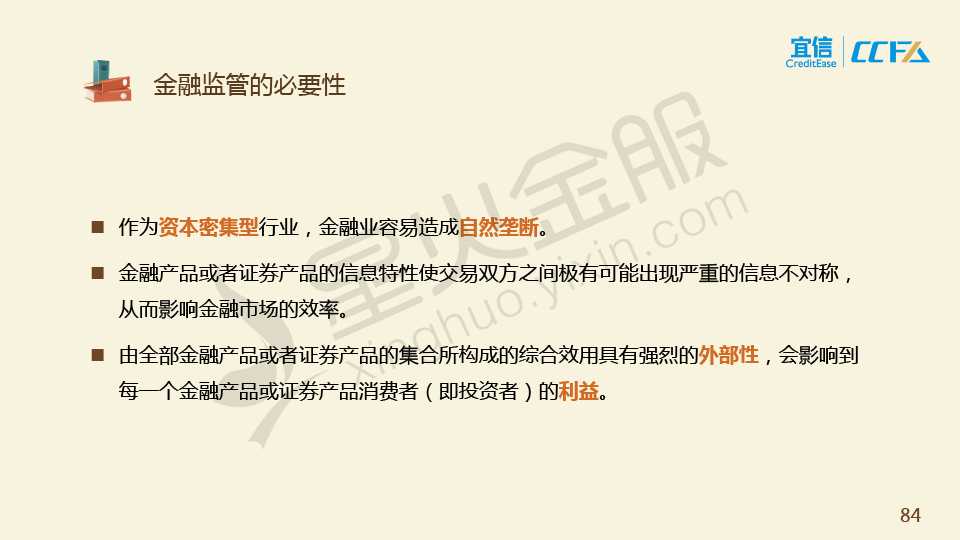 宜信
CreditEase
CCFA
金融监管的必要性
作为资本密集型行业，金融业容易造成自然垄断。
金融产品或者证券产品的信息特性使交易双方之间极有可能出现严重的信息不对称，
从而影响金融市场的效率。
由全部金融产品或者证券产品的集合所构成的综合效用具有强烈的外部性，会影响到
每一个金融产品或证券产品消费者（即投资者）的利益。
星火金服
xinghuo.yixin.com
84